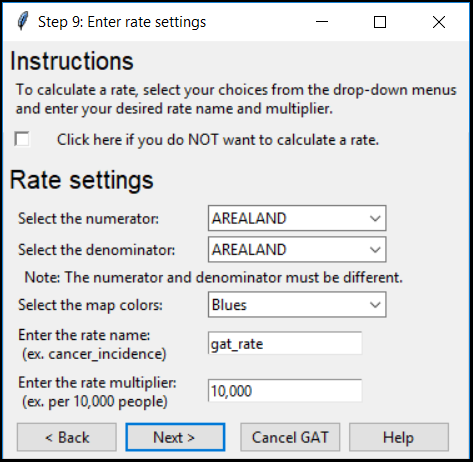 Step 9: Enter rate settings
Instructions
To calculate a rate, select your choices from the drop-down menus
and enter your desired rate name and multiplier.
Click here if you do NOT want to calculate a rate.
Rate settings
Select the numerator: AREALAND
Select the denominator: AREALAND
Note: The numerator and denominator must be different.
Select the map colors: Blues
Enter the rate name:
(ex. cancer_incidence) gat_rate
Enter the rate multiplier:
(ex. per 10,000 people) 10,000
< Back Next > Cancel GAT Help